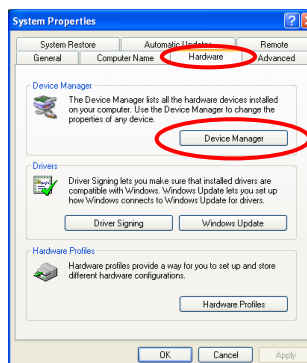 System Properties
System Restore Automatic Updates Remote
General Computer Name Hardware Advanced
Device Manager
The Device Manager lists all the hardware devices installed
on your computer. Use the Device Manager to change the
properties of any device.
Device Manager
Drivers
Driver Signing lets you make sure that installed drivers are
compatible with Windows. Windows Update lets you set up
how Windows connects to Windows Update for drivers.
Driver Signing Windows Update
Hardware Profiles
Hardware profiles provide a way for you to set up and store
different hardware configurations.
Hardware Profiles
OK Cancel Apply